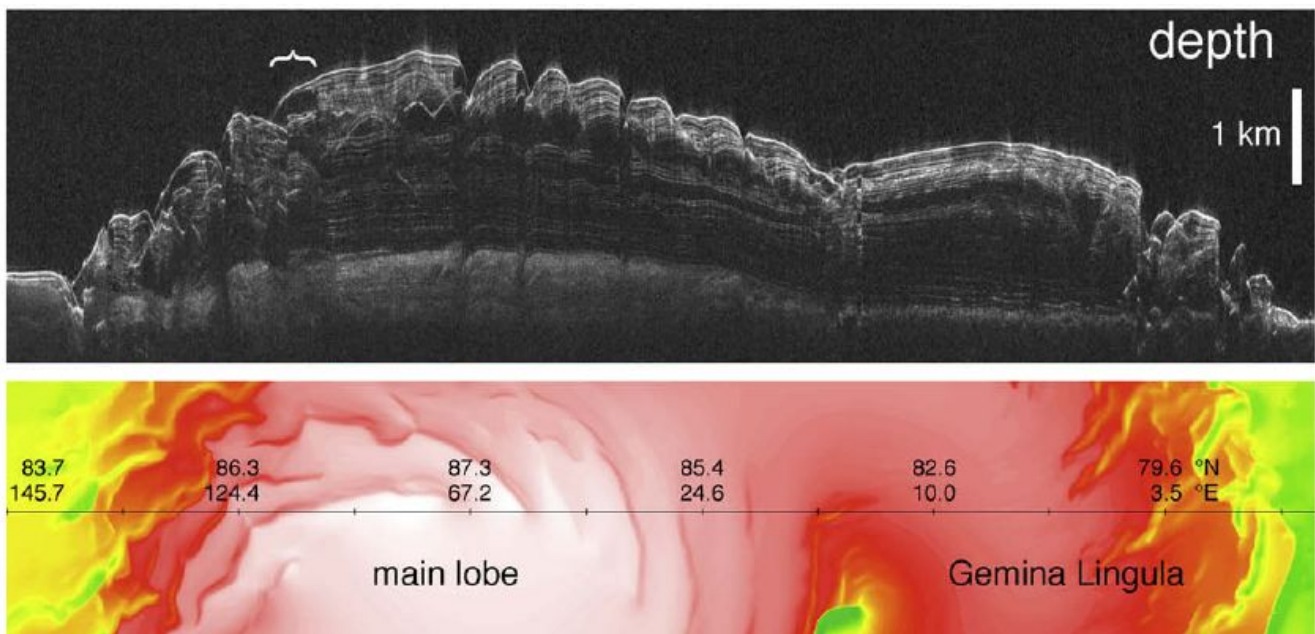 depth
1 km
83.7 86.3 87.3 85.4 82.6 79.6 °N
145.7 124.4 67.2 24.6 10.0 3.5 °E
main lobe Gemina Lingula